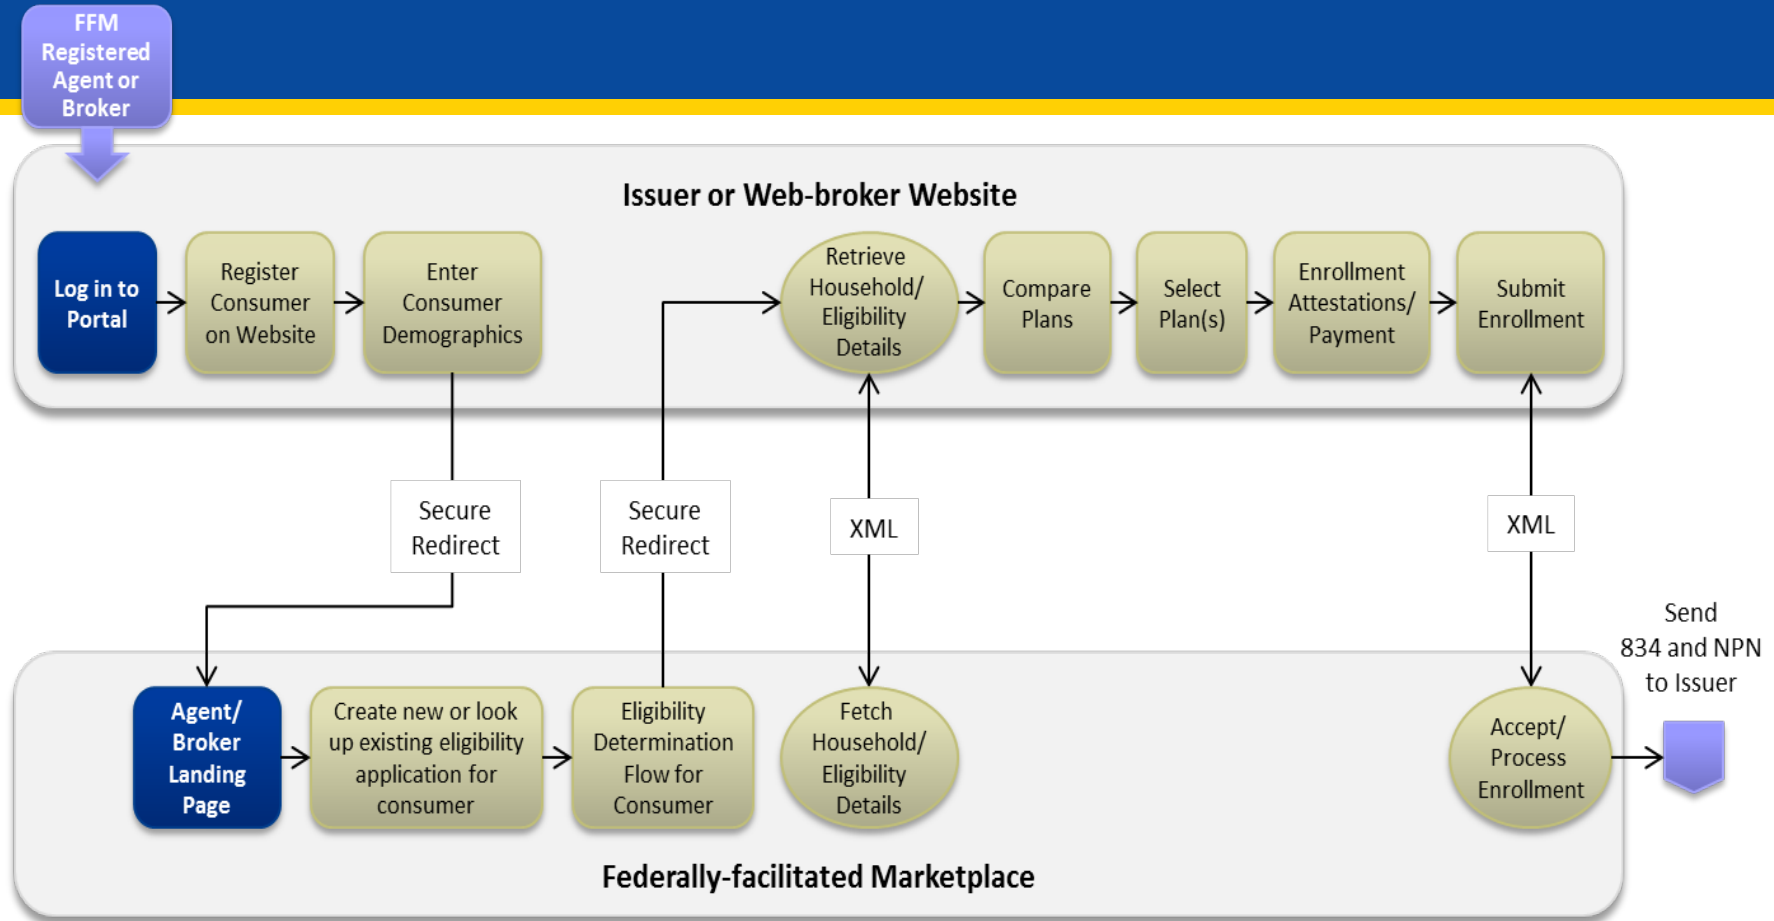 FFM
Registered
Agent or
Broker
Issuer or Web-broker Website
Log in to
Portal
Register
Consumer
on Website
Enter
Consumer
Demographics
Retrieve
Household/
Eligibility
Details
Compare
Plans
Select
Plan(s)
Enrollment
Attestations/
Payment
Submit
Enrollment
Secure
Redirect
Secure
Redirect
XML
XML
Send
834 and NPN
to Issuer
Agent/
Broker
Landing
Page
Create new or look
up existing eligibility
application for
consumer
Eligibility
Determination
Flow for
Consumer
Fetch
Household/
Eligibility
Details
Accept/
Process
Enrollment
Federally-facilitated Marketplace